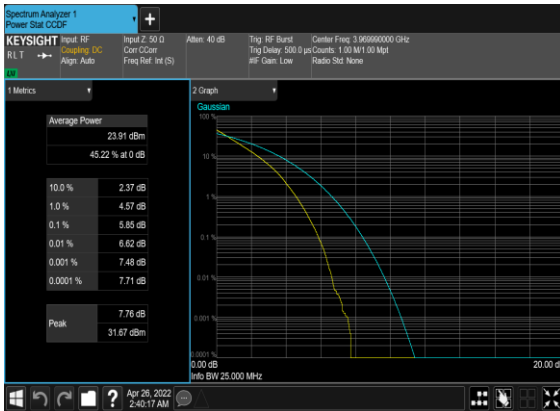 Spectrum Analyzer 1
Power Stat CCDF
KEYSIGHT
RLT
LXI
Input: RF
Coupling: DC
Align: Auto
Input Z: 50 Ω
Corr CCorr
Freq Ref: Int (S)
Atten: 40 dB
Trig: RF Burst
Trig Delay: 500.0 µs
#IF Gain: Low
Center Freq: 3.969990000 GHz
Counts: 1.00 M/1.00 Mpt
Radio Std: None
1 Metrics
Average Power
23.91 dBm
45.22 % at 0 dB
10.0 % 2.37 dB
1.0 % 4.57 dB
0.1 % 5.85 dB
0.01 % 6.62 dB
0.001 % 7.48 dB
0.0001 % 7.71 dB
Peak
7.76 dB
31.67 dBm
2 Graph
Gaussian
100 %
10 %
1 %
0.1 %
0.01 %
0.001 %
0.0001 %
0.00 dB
20.00 d
Info BW 25.000 MHz
?
Apr 26, 2022
2:40:17 AM